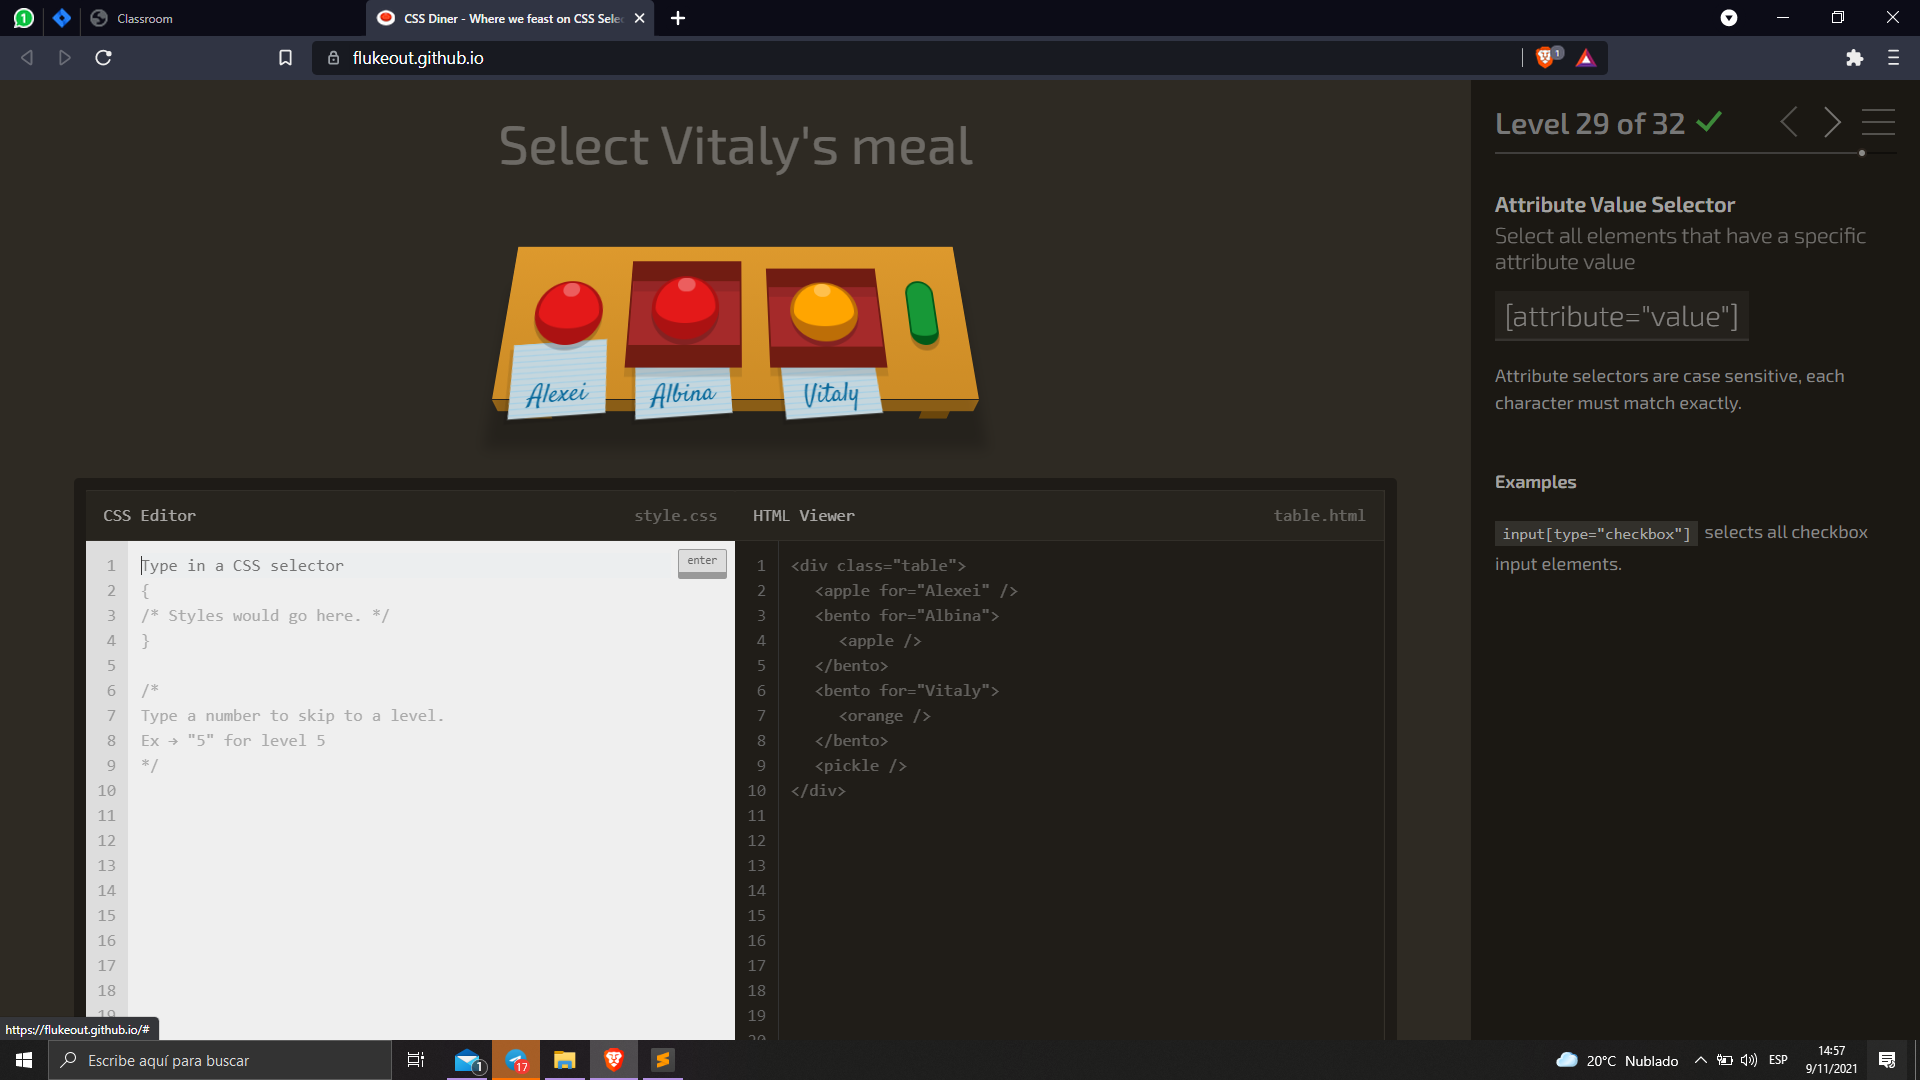 1
Classroom
CSS Diner - Where we feast on CSS Sele
flukeout.github.io
1
Select Vitaly's meal
Alexei
Albina
Vitaly
Level 29 of 32
Attribute Value Selector
Select all elements that have a specific
attribute value
[attribute="value"]
Attribute selectors are case sensitive, each
character must match exactly.
Examples
input[type="checkbox"] selects all checkbox
input elements.
CSS Editor
style.css
1 Type in a CSS selector
enter
2 {
3 /* Styles would go here. */
4 }
5
6 /*
7 Type a number to skip to a level.
8 Ex → "5" for level 5
9 */
10
11
12
13
14
15
16
17
18
19
HTML Viewer
table.html
1 <div class="table">
2 <apple for="Alexei" />
3 <bento for="Albina">
4 <apple />
5 </bento>
6 <bento for="Vitaly">
7 <orange />
8 </bento>
9 <pickle />
10 </div>
11
12
13
14
15
16
17
18
19
20
https://flukeout.github.io/#
Escribe aquí para buscar
1
17
20°C Nublado
ESP
14:57
9/11/2021